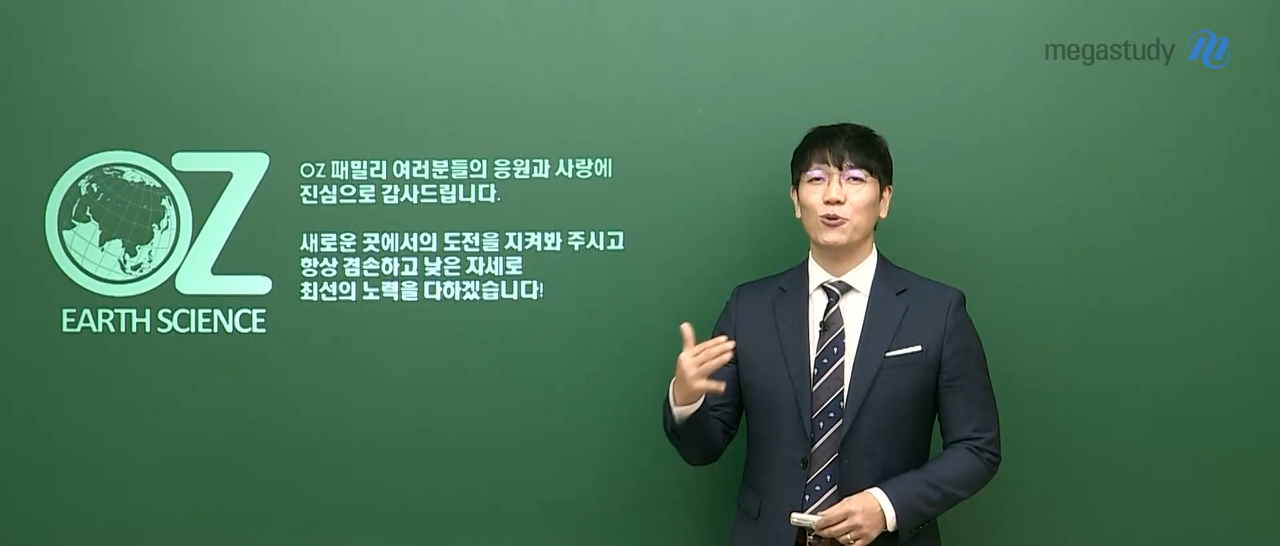 megastudy
OZ
EARTH SCIENCE
OZ 패밀리 여러분들의 응원과 사랑에
진심으로 감사드립니다.
새로운 곳에서의 도전을 지켜봐 주시고
항상 겸손하고 낮은 자세로
최선의 노력을 다하겠습니다!